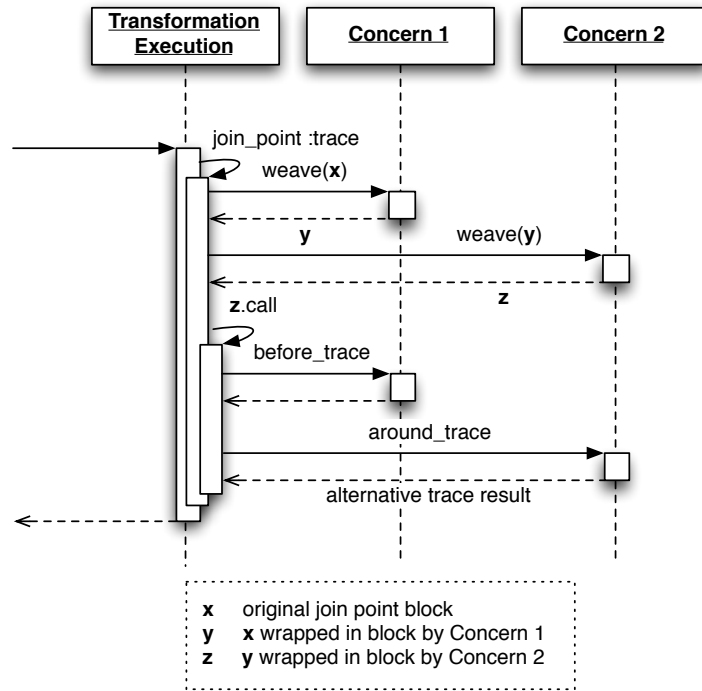 Transformation
Execution
Concern 1
Concern 2
join_point :trace
weave(x)
y
weave(y)
z
z.call
before_trace
around_trace
alternative trace result
x original join point block
y x wrapped in block by Concern 1
z y wrapped in block by Concern 2